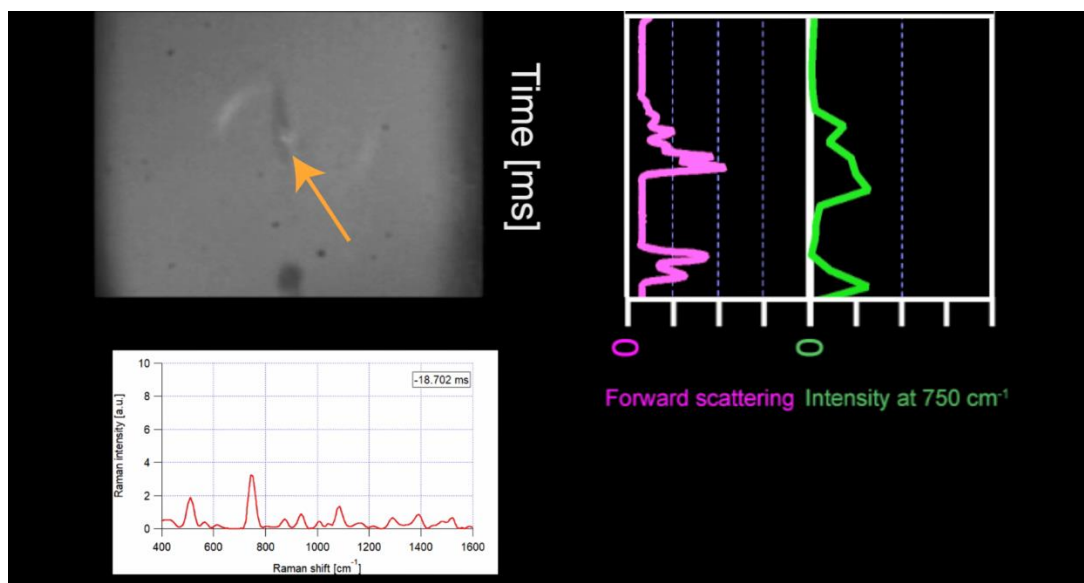 Time [ms]
0
0
Forward scattering
Intensity at 750 cm⁻¹
-18.702 ms
10
8
6
4
2
0
Raman intensity [a.u.]
400
600
800
1000
1200
1400
1600
Raman shift [cm⁻¹]